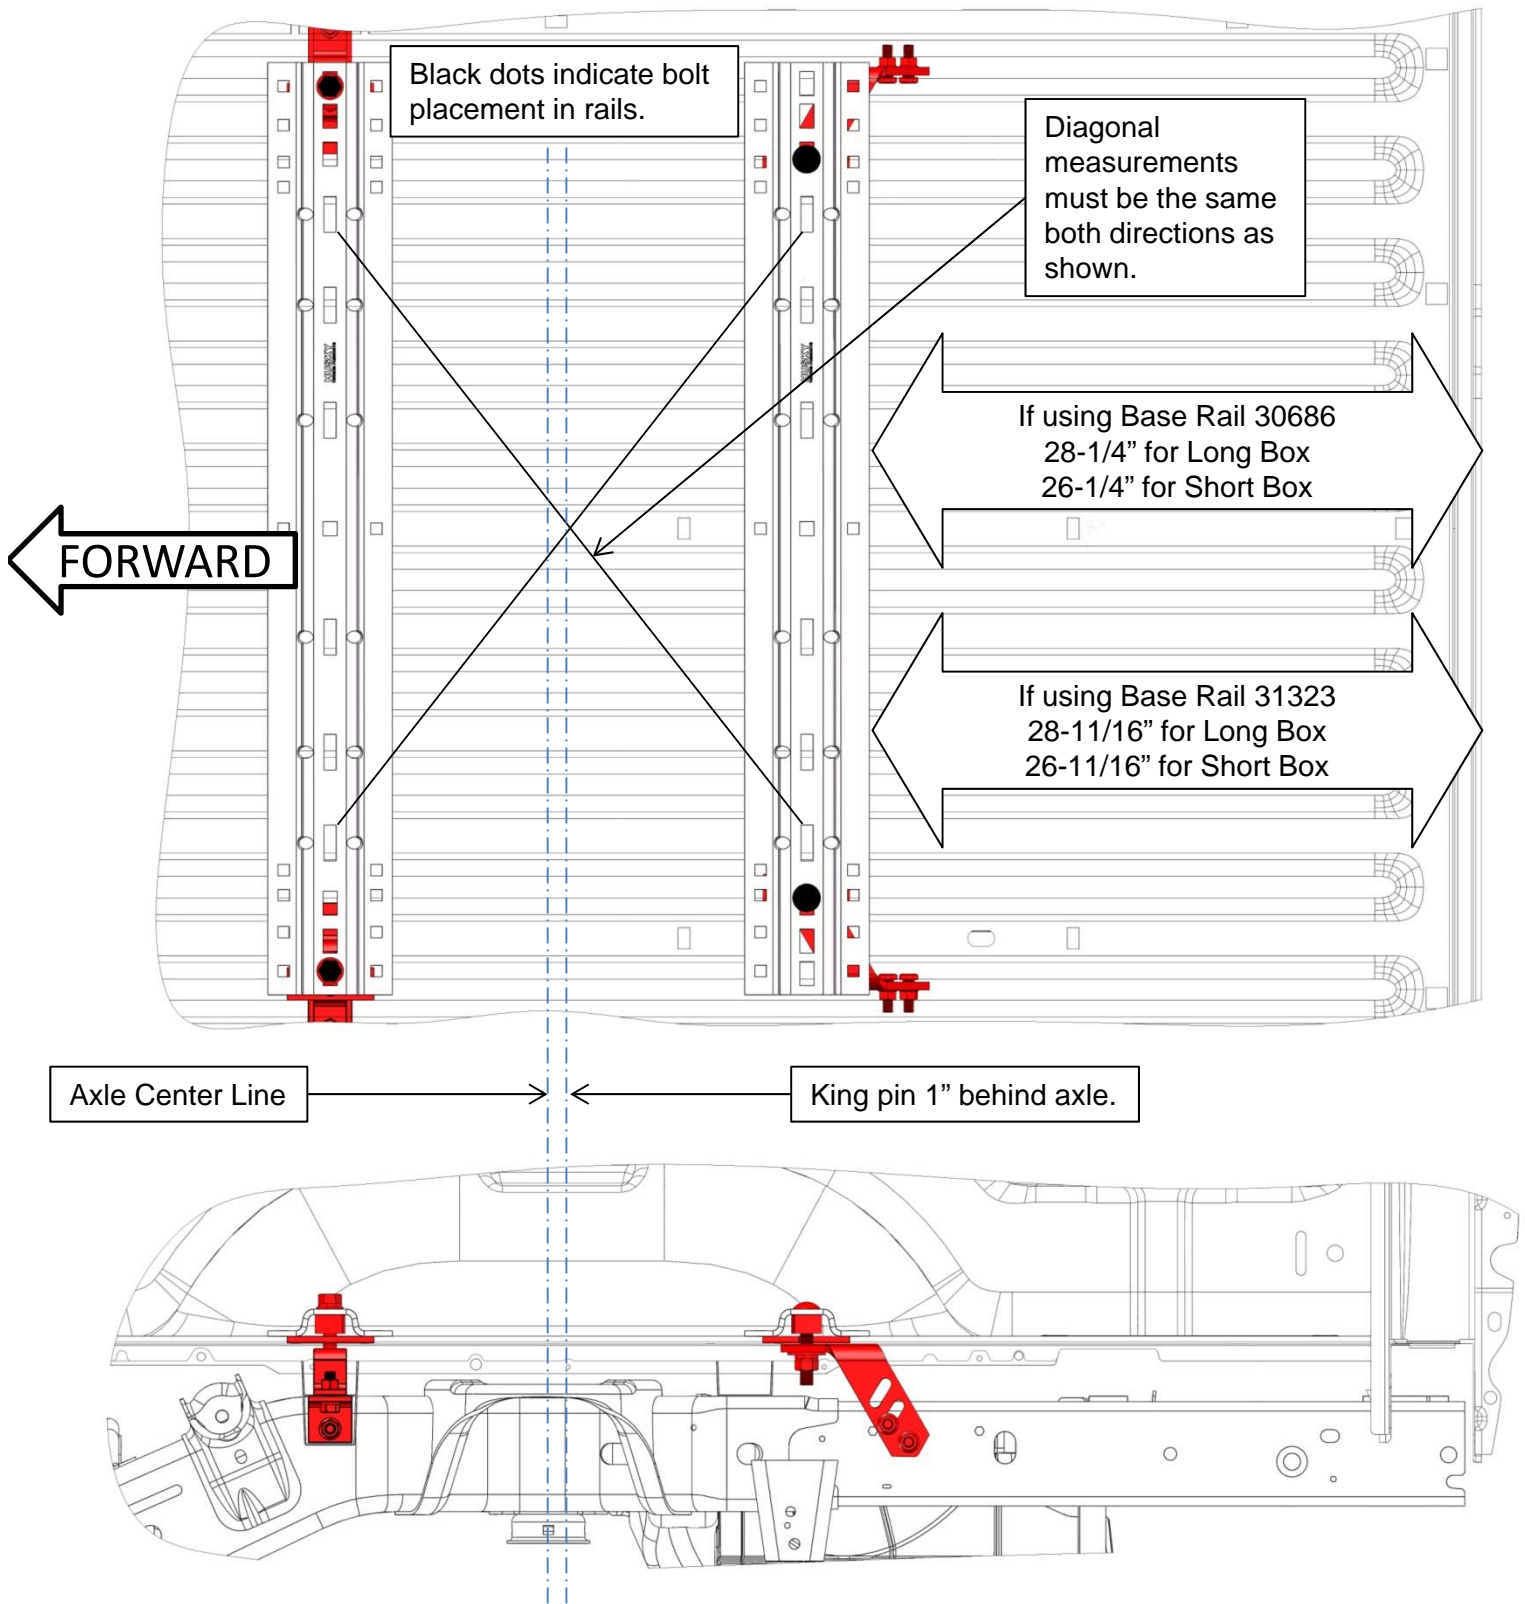 Black dots indicate bolt
placement in rails.
Diagonal
measurements
must be the same
both directions as
shown.
HUSKY
HUSKY
If using Base Rail 30686
28-1/4” for Long Box
26-1/4” for Short Box
FORWARD
If using Base Rail 31323
28-11/16” for Long Box
26-11/16” for Short Box
Axle Center Line
King pin 1” behind axle.